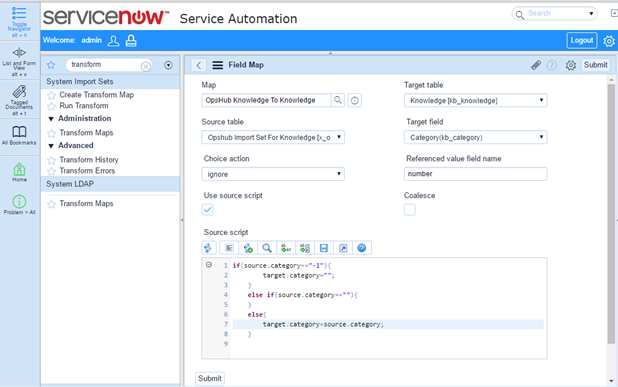 servicenow™ Service Automation
Search
Toggle
Navigator
alt + n
Welcome: admin
Logout
List and Form
View
alt + v
Tagged
Documents
alt + t
All Bookmarks
Home
Problem > All
transform
System Import Sets
Create Transform Map
Run Transform
Administration
Transform Maps
Advanced
Transform History
Transform Errors
System LDAP
Transform Maps
Field Map
Submit
Map
Target table
OpsHub Knowledge To Knowledge
Knowledge [kb_knowledge]
Source table
Target field
Opshub Import Set For Knowledge [x_o
Category(kb_category)
Choice action
Referenced value field name
ignore
number
Use source script
Coalesce
Source script
1 if(source.category=="-1"){
2 target.category="";
3 }
4 else if(source.category==""){
5 }
6 else{
7 target.category=source.category;
8 }
9
Submit